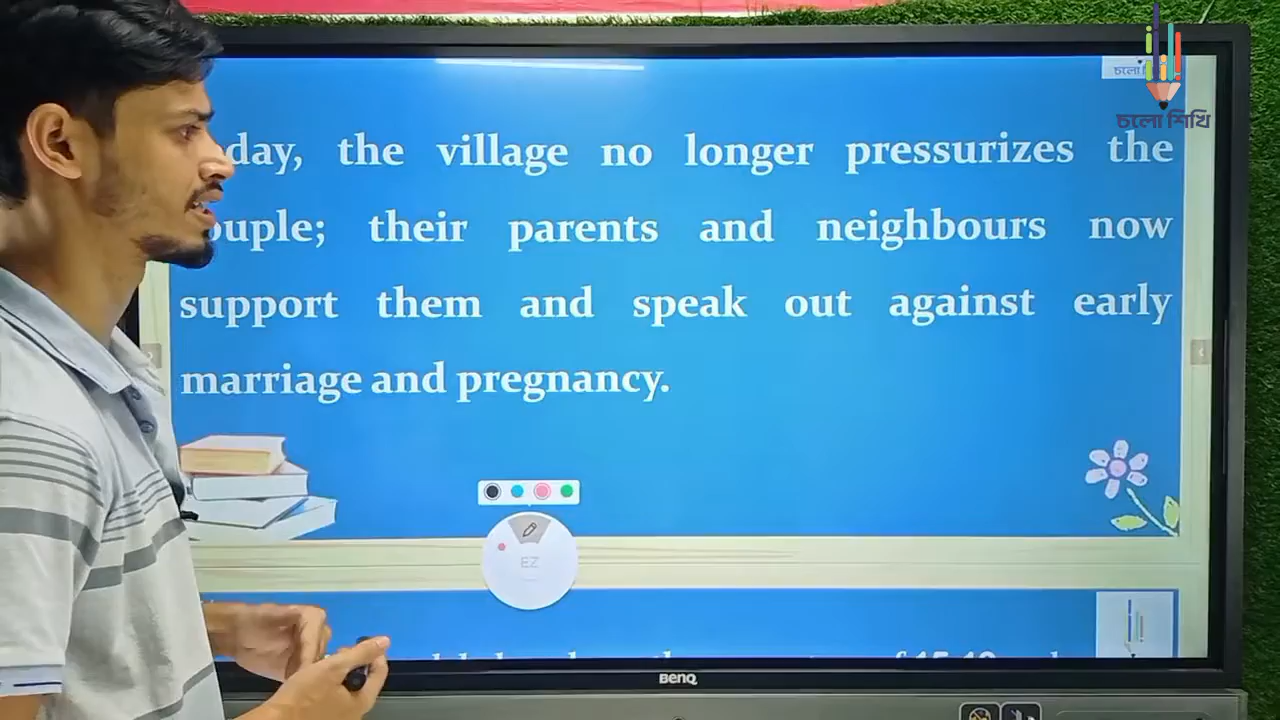 চলো শিখি
day, the village no longer pressurizes the
ouple; their parents and neighbours now
support them and speak out against early
marriage and pregnancy.
EZ
BenQ